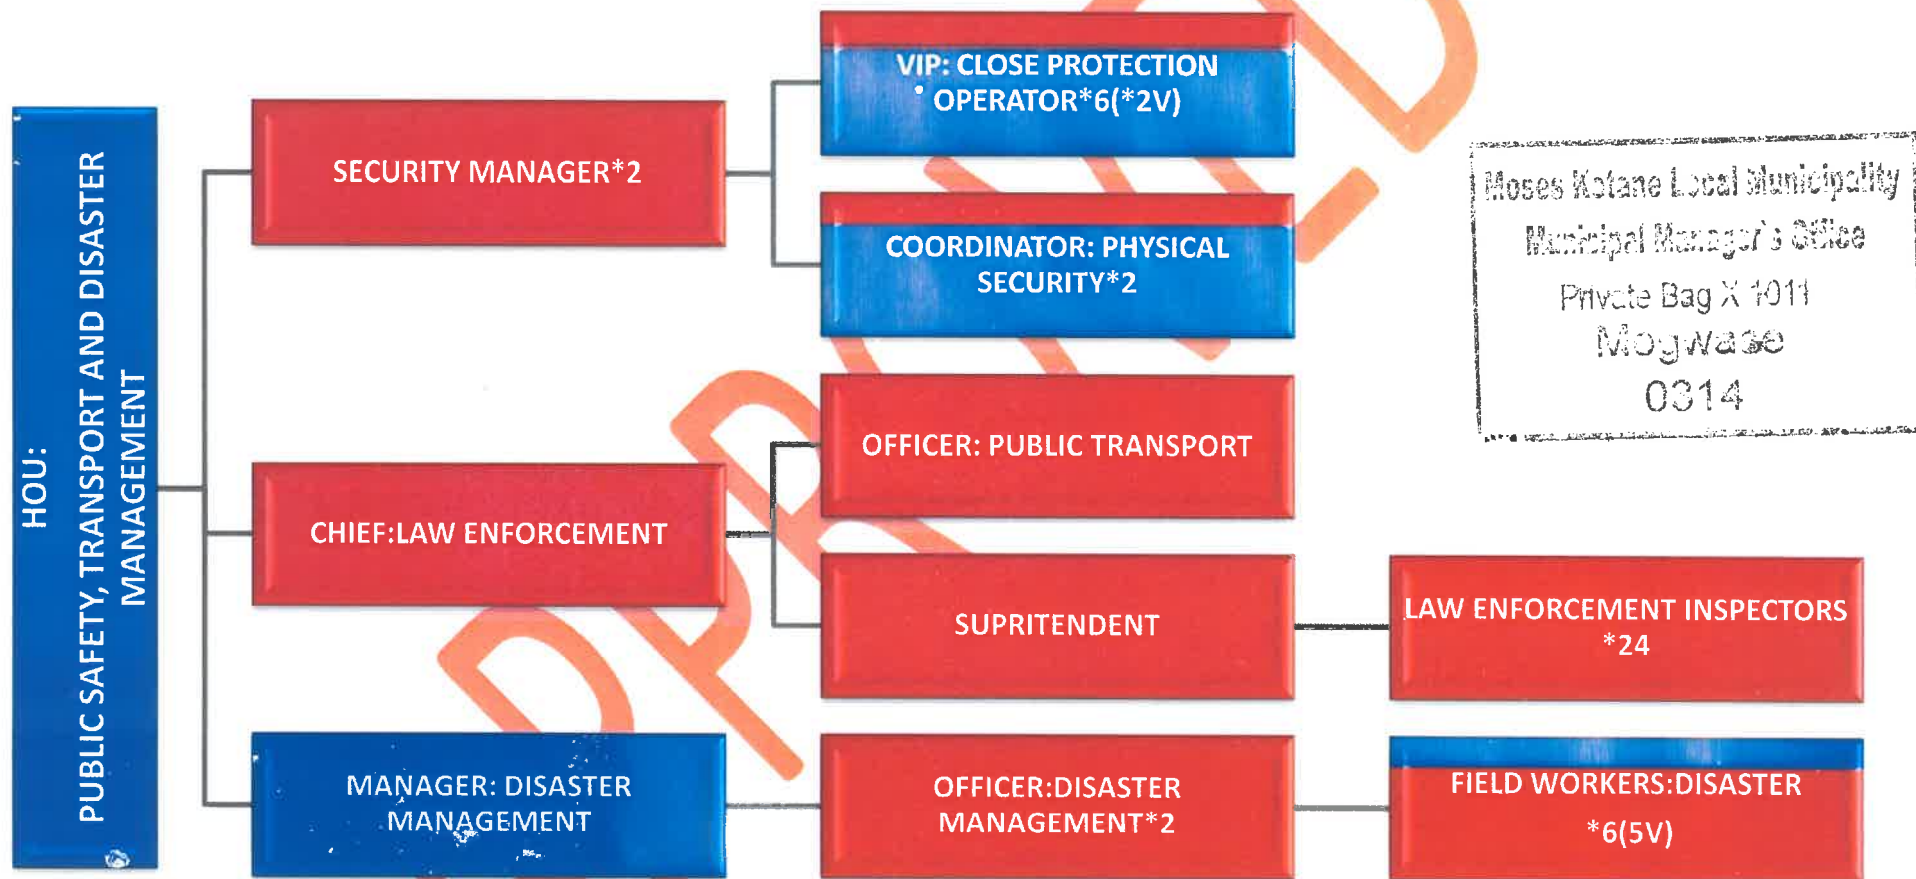 HOU:
PUBLIC SAFETY, TRANSPORT AND DISASTER
MANAGEMENT
SECURITY MANAGER*2
VIP: CLOSE PROTECTION
OPERATOR*6(*2V)
COORDINATOR: PHYSICAL
SECURITY*2
CHIEF:LAW ENFORCEMENT
OFFICER: PUBLIC TRANSPORT
SUPRITENDENT
LAW ENFORCEMENT INSPECTORS
*24
MANAGER: DISASTER
MANAGEMENT
OFFICER:DISASTER
MANAGEMENT*2
FIELD WORKERS:DISASTER
*6(5V)
Moses Kotane Local Municipality
Municipal Manager`s Office
Private Bag X 1011
Mogwase
0314